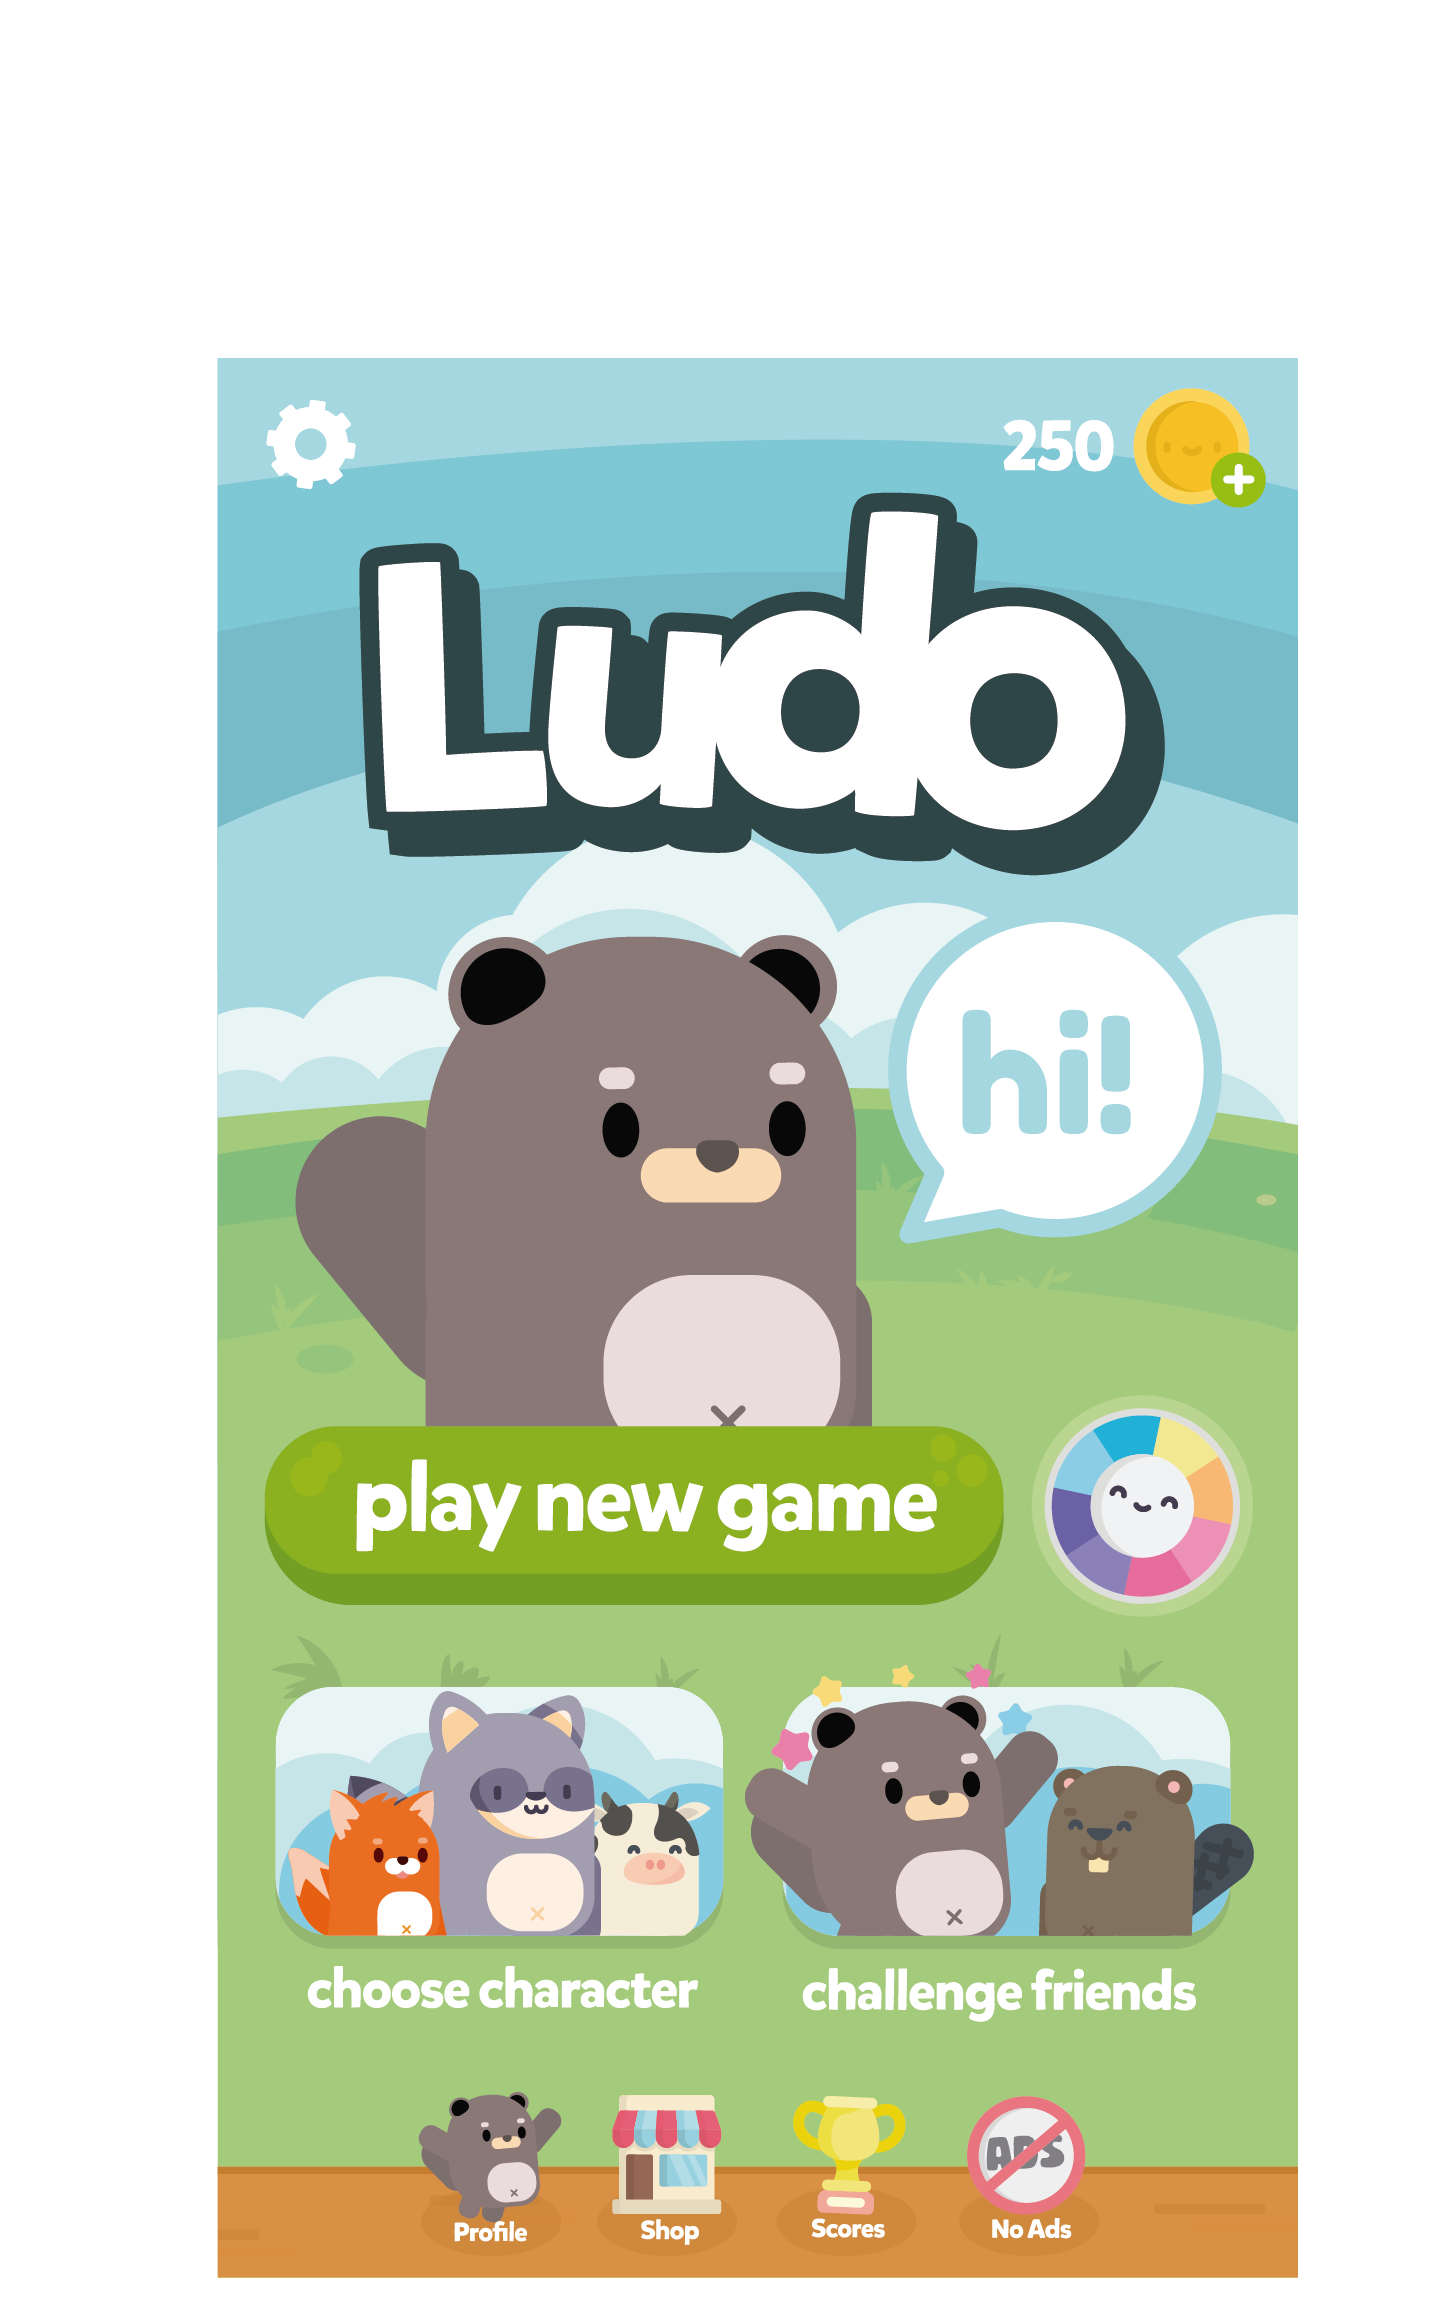 250
Ludo
hi!
play new game
choose character
challenge friends
Profile
Shop
Scores
ADS
No Ads